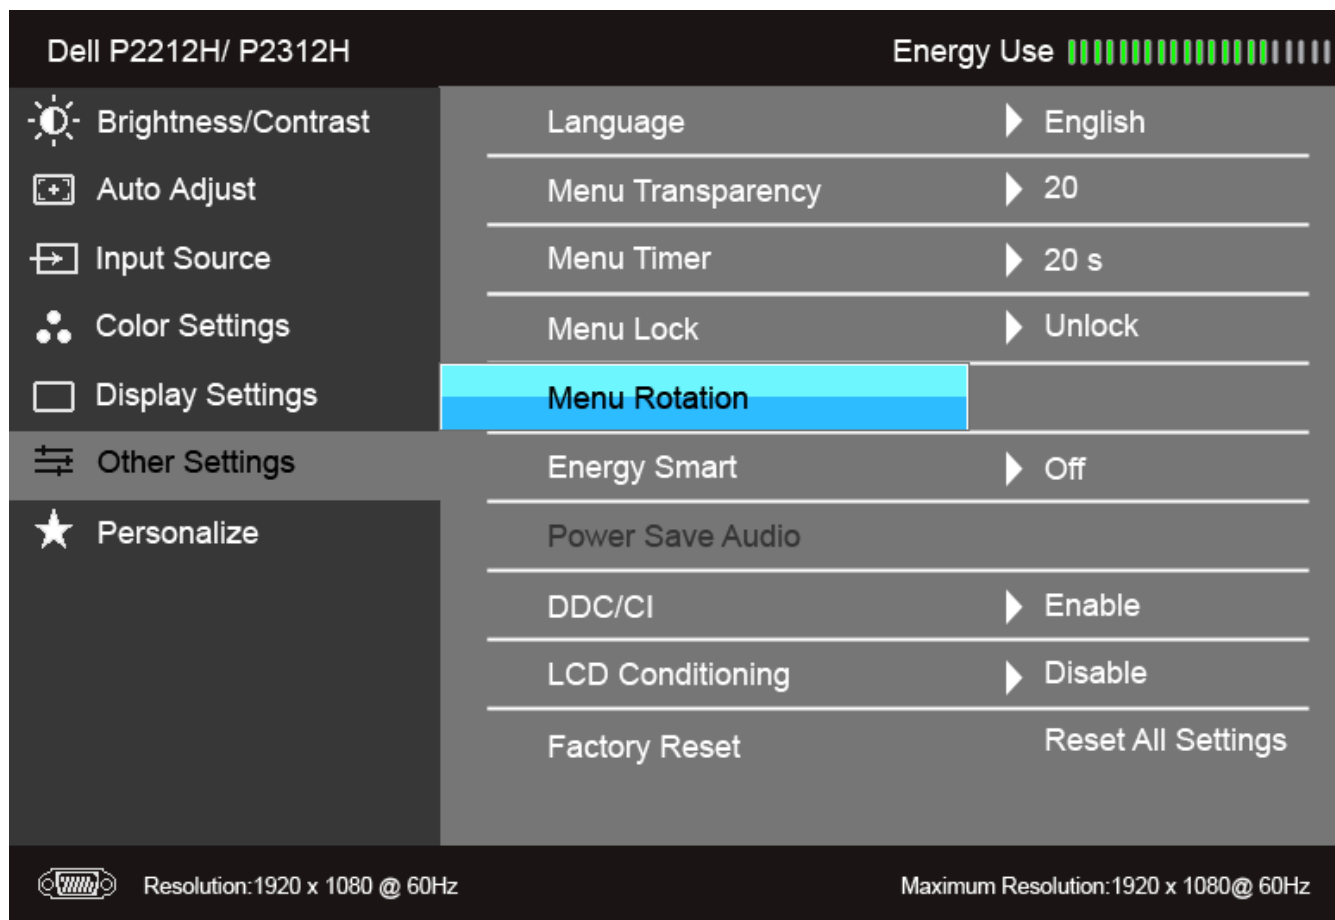 Dell P2212H/ P2312H
Energy Use
Brightness/Contrast
Auto Adjust
Input Source
Color Settings
Display Settings
Other Settings
Personalize
Language English
Menu Transparency 20
Menu Timer 20 s
Menu Lock Unlock
Menu Rotation
Energy Smart Off
Power Save Audio
DDC/CI Enable
LCD Conditioning Disable
Factory Reset Reset All Settings
Resolution:1920 x 1080 @ 60Hz
Maximum Resolution:1920 x 1080@ 60Hz